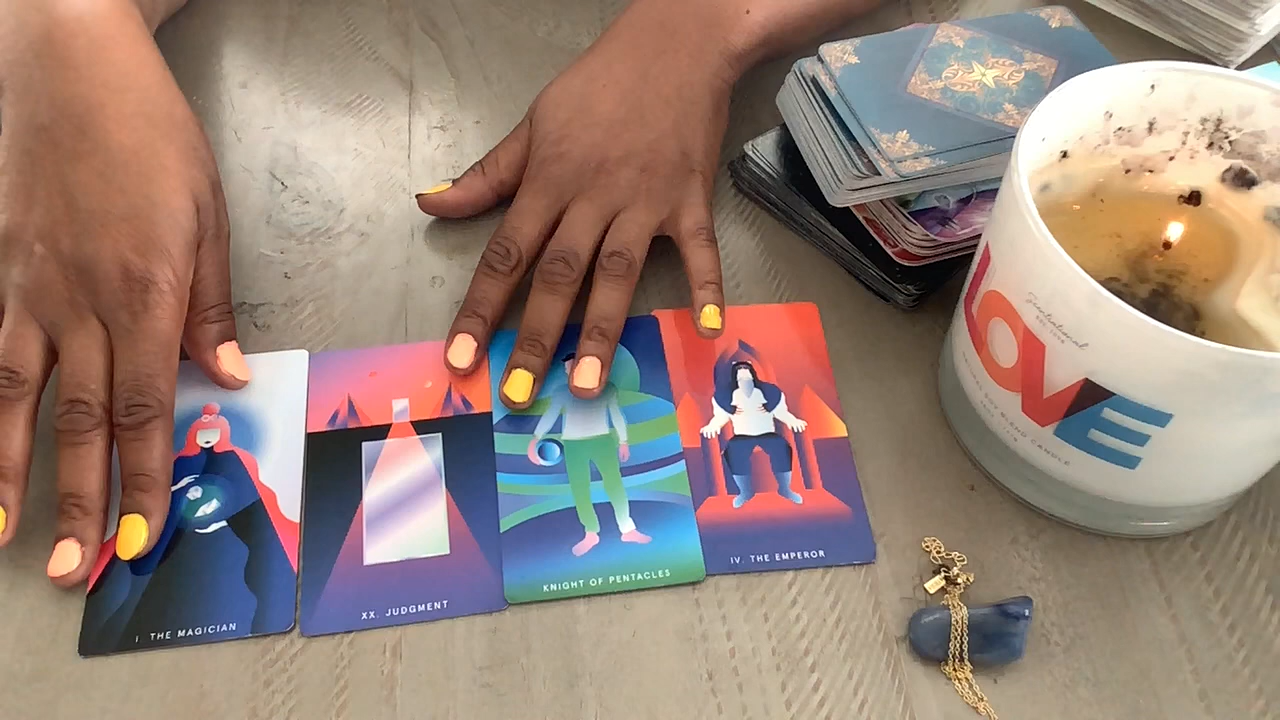 I. THE MAGICIAN
XX. JUDGMENT
KNIGHT OF PENTACLES
IV. THE EMPEROR
LOVE